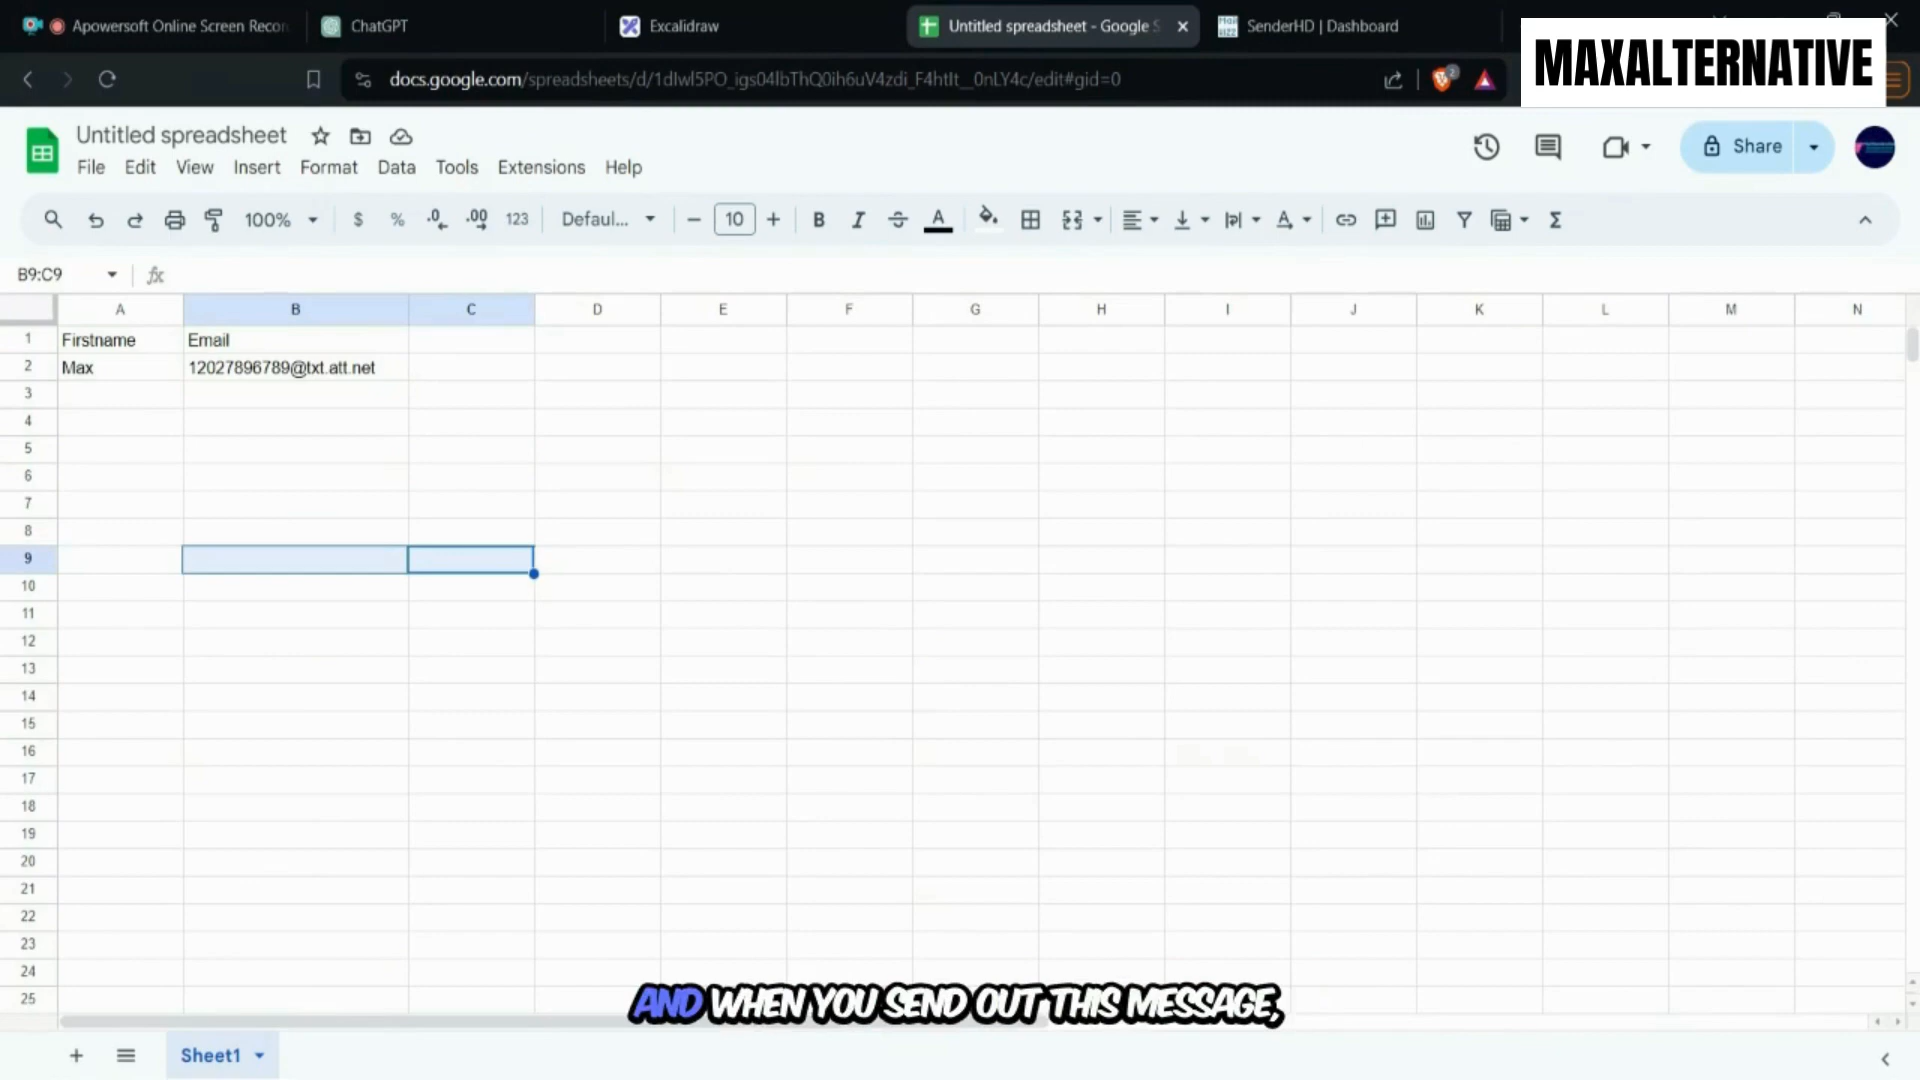 Apowersoft Online Screen Recor
ChatGPT
Excalidraw
Untitled spreadsheet - Google S
SenderHD | Dashboard
MAXALTERNATIVE
docs.google.com/spreadsheets/d/1dIwl5PO_igs04lbThQ0ih6uV4zdi_F4htIt__0nLY4c/edit#gid=0
2
Untitled spreadsheet
File Edit View Insert Format Data Tools Extensions Help
Share
100% $ % .0 .00 123 Defaul... 10 B I A Σ
B9:C9 fx
A B C D E F G H I J K L M N
1 Firstname Email
2 Max 12027896789@txt.att.net
3
4
5
6
7
8
9
10
11
12
13
14
15
16
17
18
19
20
21
22
23
24
25
AND WHEN YOU SEND OUT THIS MESSAGE,
Sheet1